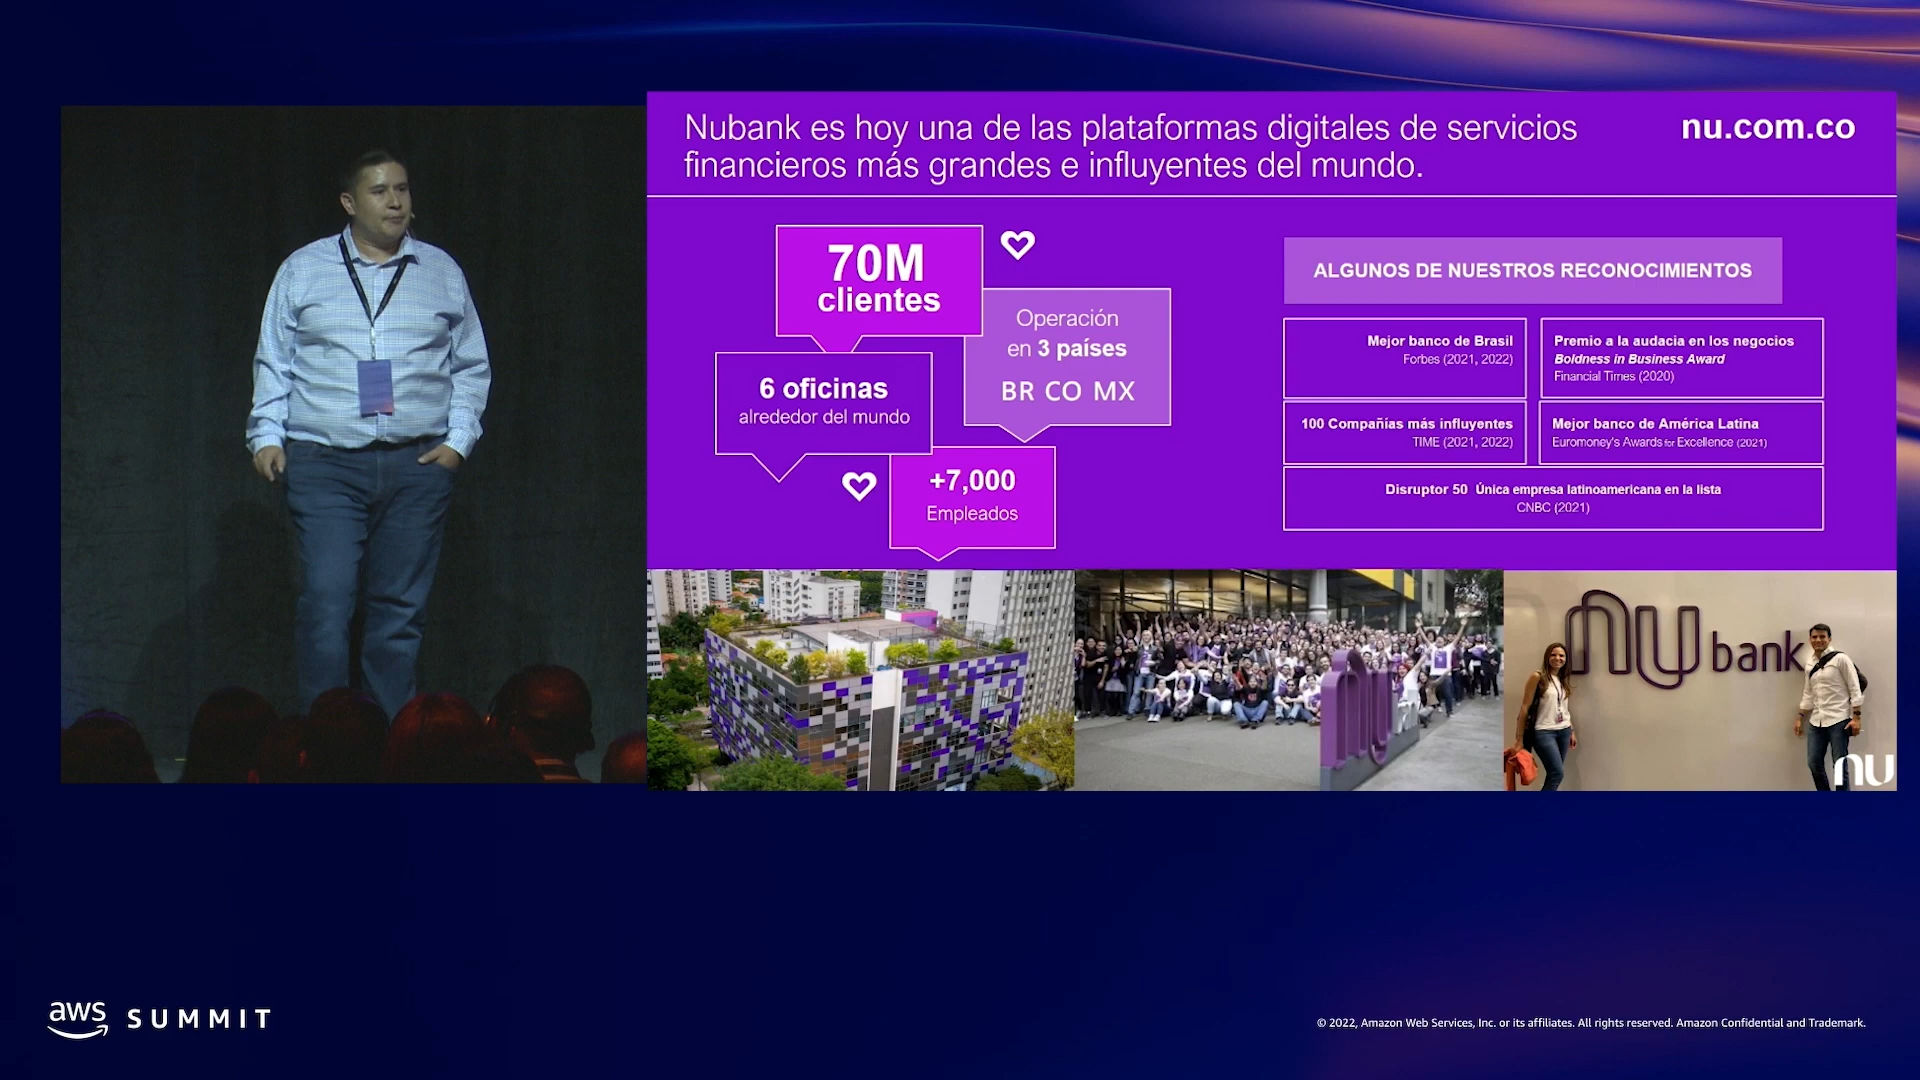 Nubank es hoy una de las plataformas digitales de servicios
financieros más grandes e influyentes del mundo.
nu.com.co
70M
clientes
Operación
en 3 países
BR CO MX
6 oficinas
alrededor del mundo
+7,000
Empleados
ALGUNOS DE NUESTROS RECONOCIMIENTOS
Mejor banco de Brasil
Forbes (2021, 2022)
Premio a la audacia en los negocios
Boldness in Business Award
Financial Times (2020)
100 Compañías más influyentes
TIME (2021, 2022)
Mejor banco de América Latina
Euromoney's Awards for Excellence (2021)
Disruptor 50 Única empresa latinoamericana en la lista
CNBC (2021)
nu
nu bank
nu
aws SUMMIT
© 2022, Amazon Web Services, Inc. or its affiliates. All rights reserved. Amazon Confidential and Trademark.